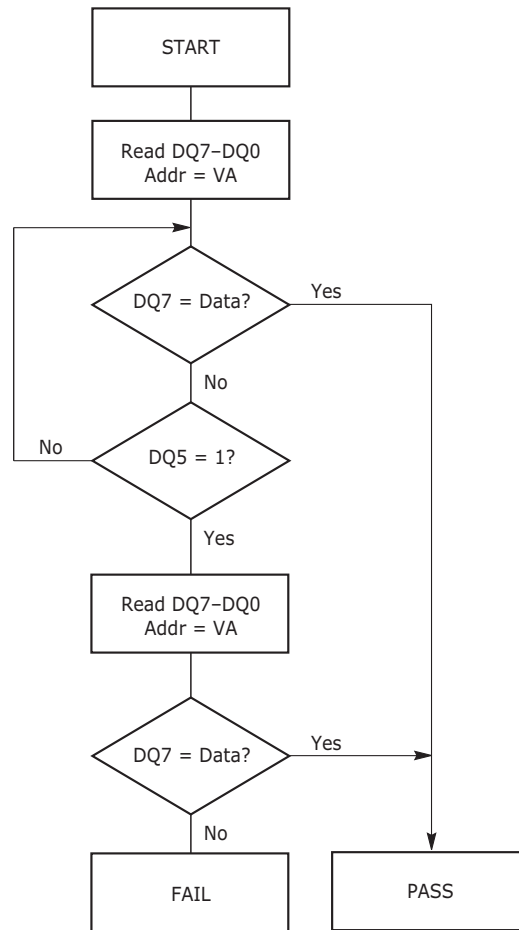 START
Read DQ7–DQ0
Addr = VA
DQ7 = Data?
Yes
No
No
DQ5 = 1?
Yes
Read DQ7–DQ0
Addr = VA
DQ7 = Data?
Yes
No
FAIL
PASS